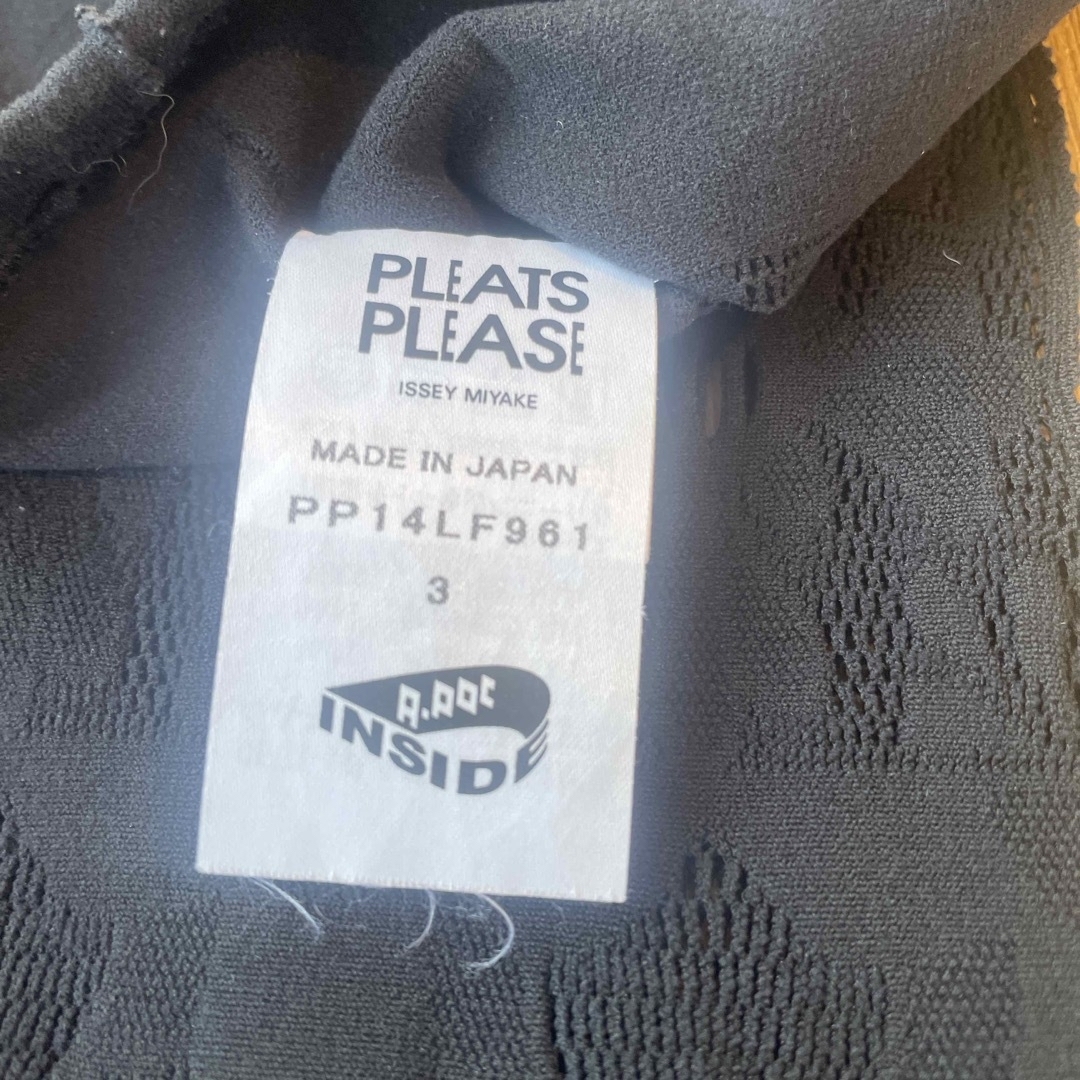 PLEATS
PLEASE
ISSEY MIYAKE
MADE IN JAPAN
PP14LF961
3
A.POC
INSIDE